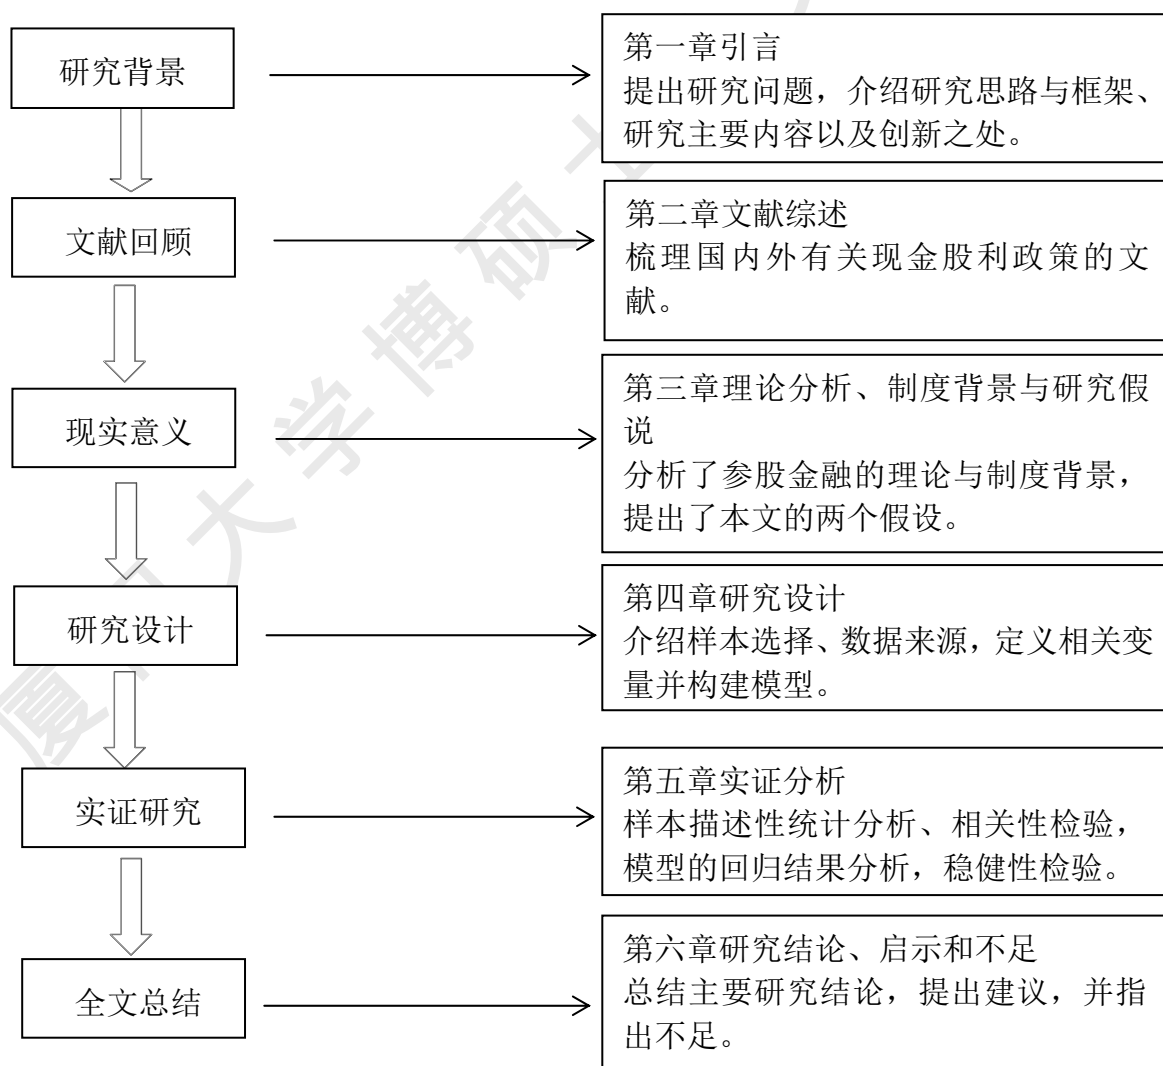 研究背景
第一章引言
提出研究问题，介绍研究思路与框架、
研究主要内容以及创新之处。
文献回顾
第二章文献综述
梳理国内外有关现金股利政策的文
献。
现实意义
第三章理论分析、制度背景与研究假
说
分析了参股金融的理论与制度背景，
提出了本文的两个假设。
研究设计
第四章研究设计
介绍样本选择、数据来源，定义相关变
量并构建模型。
实证研究
第五章实证分析
样本描述性统计分析、相关性检验，
模型的回归结果分析，稳健性检验。
全文总结
第六章研究结论、启示和不足
总结主要研究结论，提出建议，并指
出不足。
厦门大学博硕士